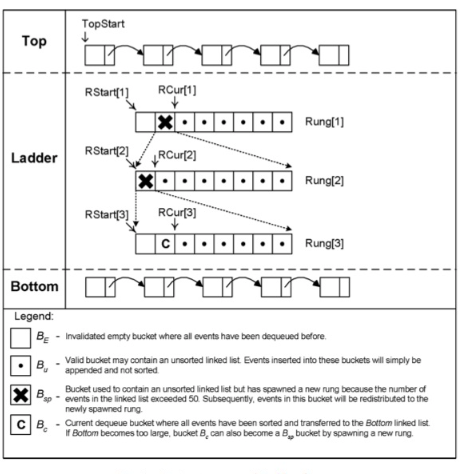 Top
TopStart
Ladder
RStart[1]
RCur[1]
Rung[1]
RStart[2]
RCur[2]
Rung[2]
RStart[3]
RCur[3]
C
Rung[3]
Bottom
Legend:
B_E - Invalidated empty bucket where all events have been dequeued before.
B_u - Valid bucket may contain an unsorted linked list. Events inserted into these buckets will simply be
appended and not sorted.
B_sp - Bucket used to contain an unsorted linked list but has spawned a new rung because the number of
events in the linked list exceeded 50. Subsequently, events in this bucket will be redistributed to the
newly spawned rung.
C B_c - Current dequeue bucket where all events have been sorted and transferred to the Bottom linked list.
If Bottom becomes too large, bucket B_c can also become a B_sp bucket by spawning a new rung.